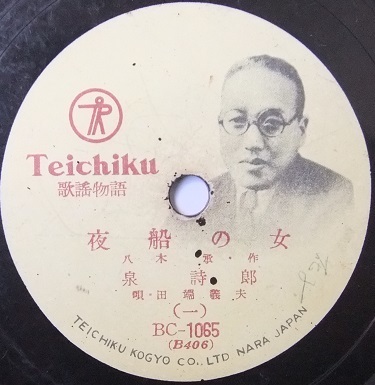 Teichiku
歌謡物語
夜船の女
八木 承・作
泉詩郎
唄・田端義夫
(一)
BC-1065
(B406)
TEICHIKU KOGYO CO., LTD NARA JAPAN